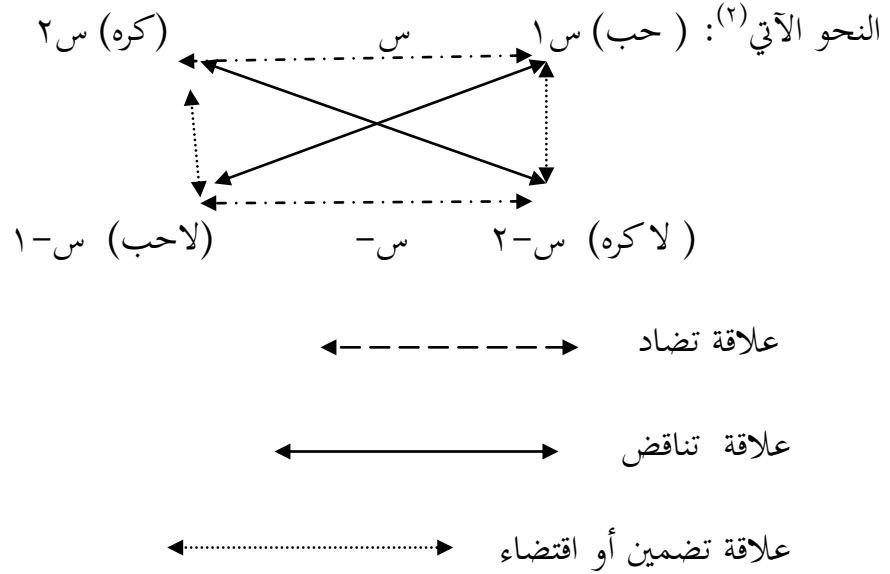 النحو الآتي(٢): ( حب) س١ س (كره) س٢
( لا كره) س-٢ س- (لاحب) س-١
علاقة تضاد
علاقة تناقض
علاقة تضمين أو اقتضاء